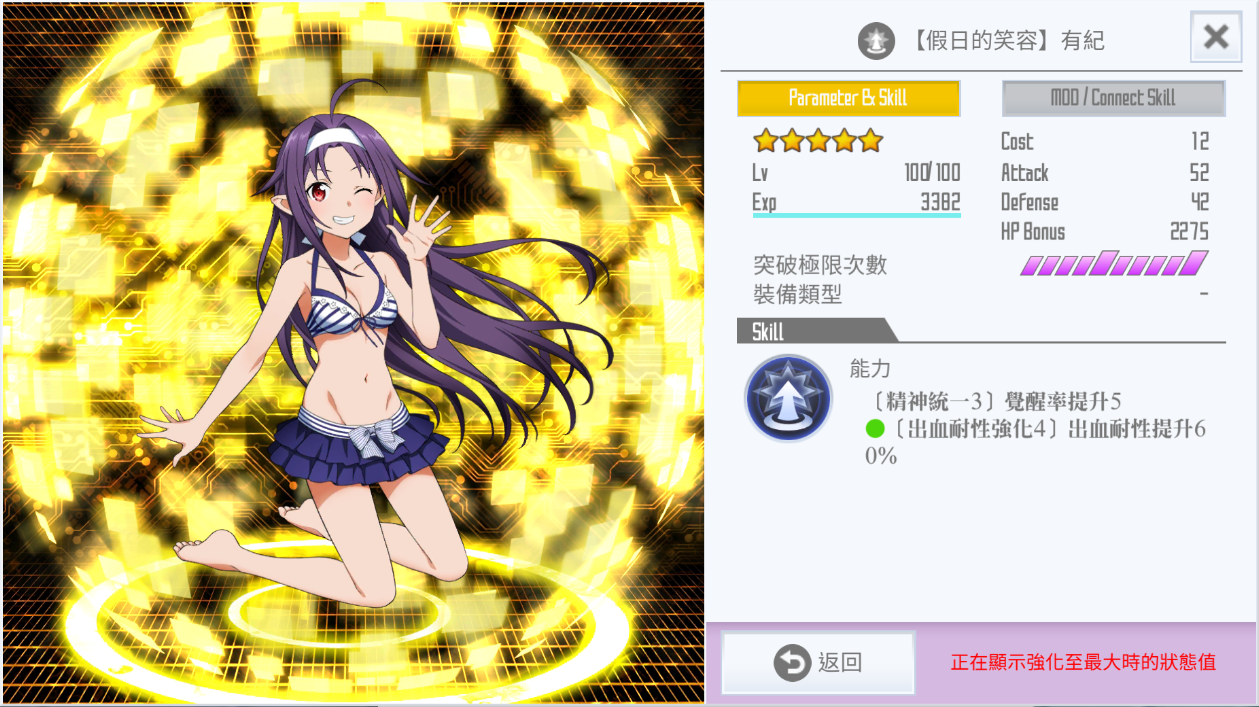 【假日的笑容】有紀
Parameter & Skill
MOD / Connect Skill
Lv 100/100
Exp 3382
Cost 12
Attack 52
Defense 42
HP Bonus 2275
突破極限次數
裝備類型 -
Skill
能力
〔精神統一3〕覺醒率提升5
〔出血耐性強化4〕出血耐性提升6
0%
返回
正在顯示強化至最大時的狀態值